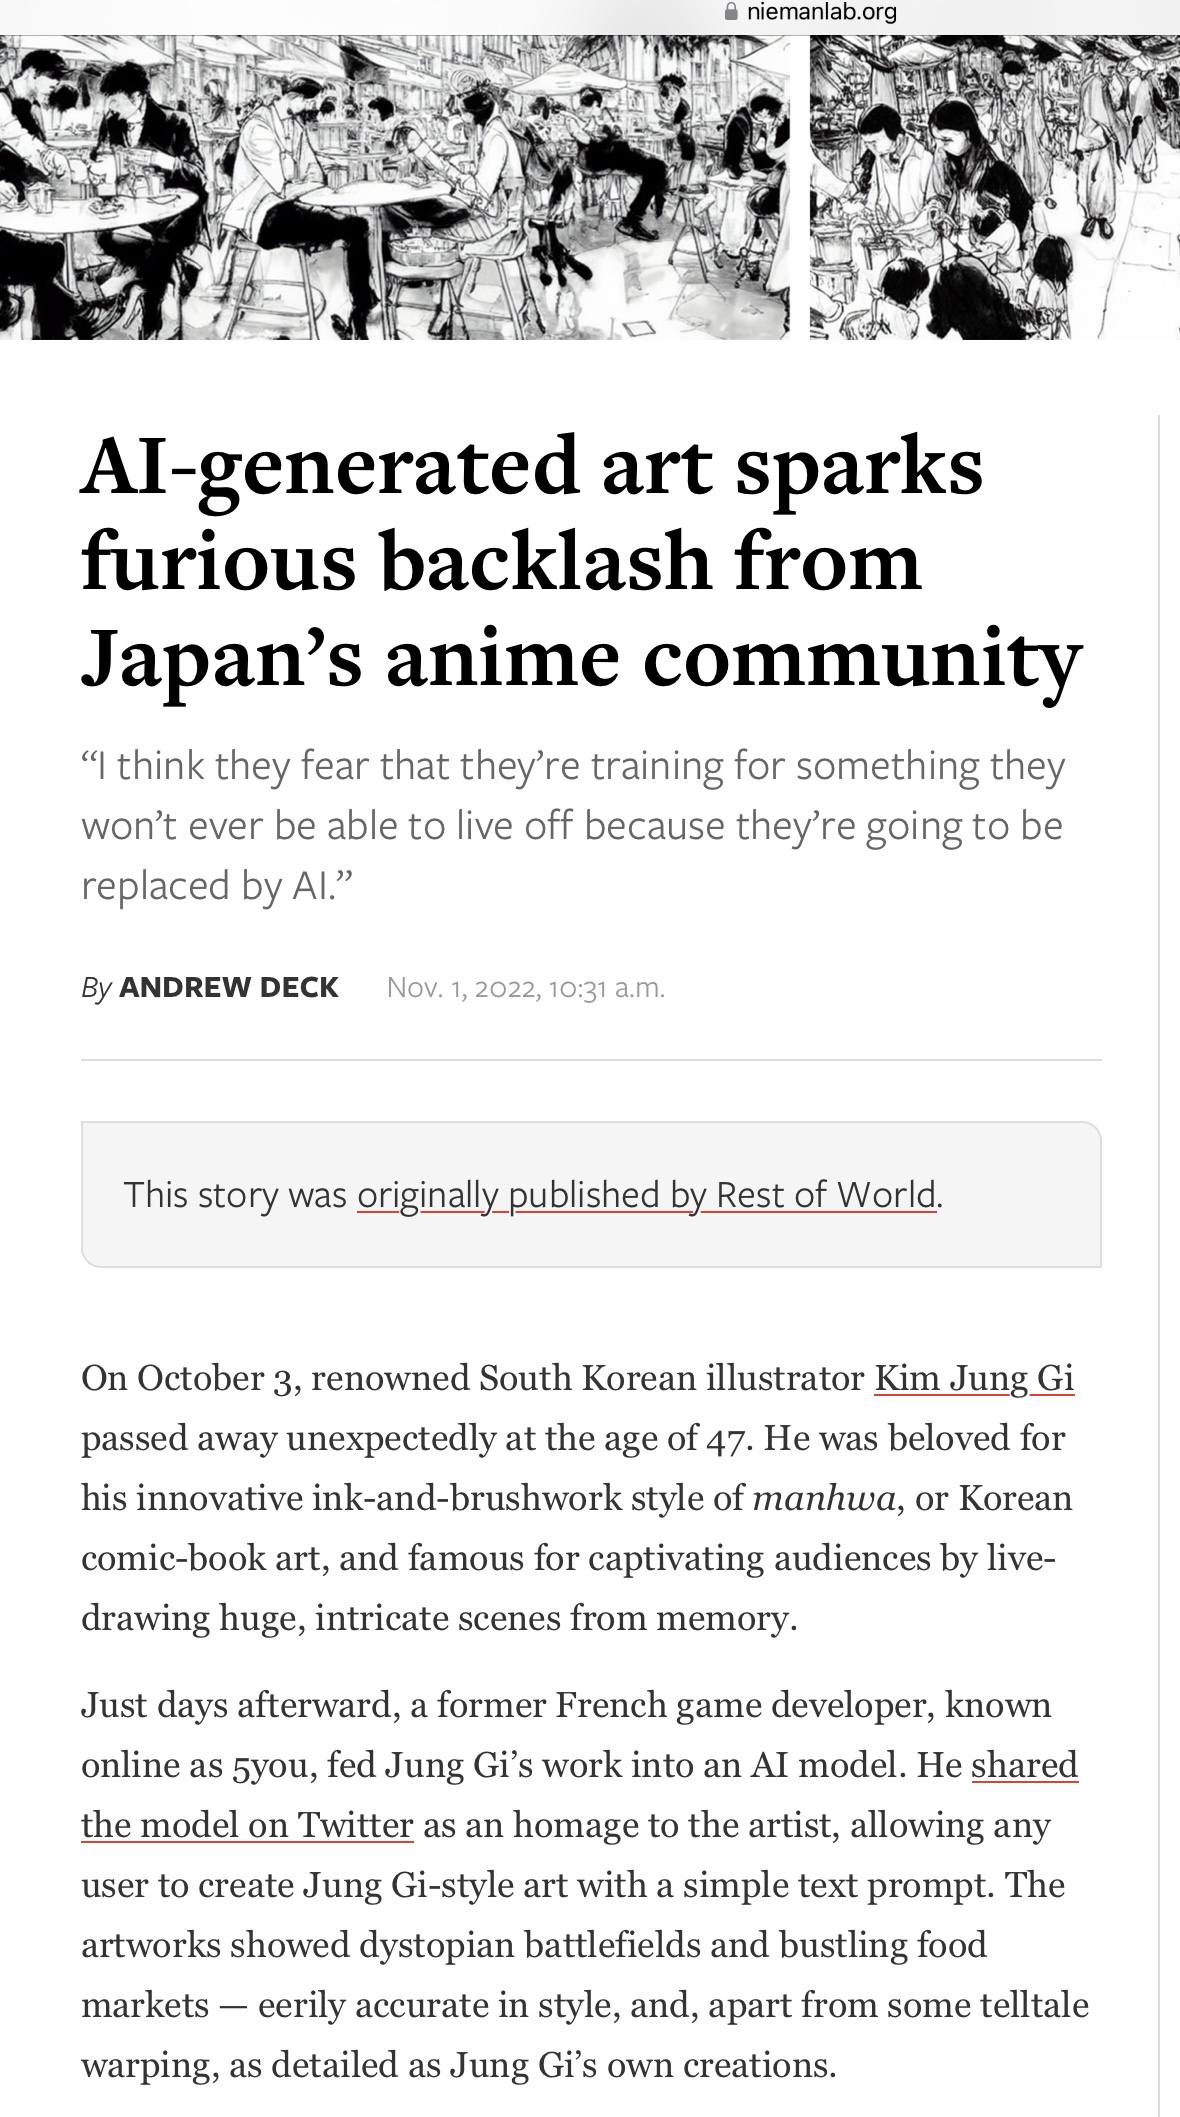 niemanlab.org
AI-generated art sparks
furious backlash from
Japan’s anime community
“I think they fear that they’re training for something they
won’t ever be able to live off because they’re going to be
replaced by AI.”
By ANDREW DECK Nov. 1, 2022, 10:31 a.m.
This story was originally published by Rest of World.
On October 3, renowned South Korean illustrator Kim Jung Gi
passed away unexpectedly at the age of 47. He was beloved for
his innovative ink-and-brushwork style of manhwa, or Korean
comic-book art, and famous for captivating audiences by live-
drawing huge, intricate scenes from memory.
Just days afterward, a former French game developer, known
online as 5you, fed Jung Gi’s work into an AI model. He shared
the model on Twitter as an homage to the artist, allowing any
user to create Jung Gi-style art with a simple text prompt. The
artworks showed dystopian battlefields and bustling food
markets — eerily accurate in style, and, apart from some telltale
warping, as detailed as Jung Gi’s own creations.